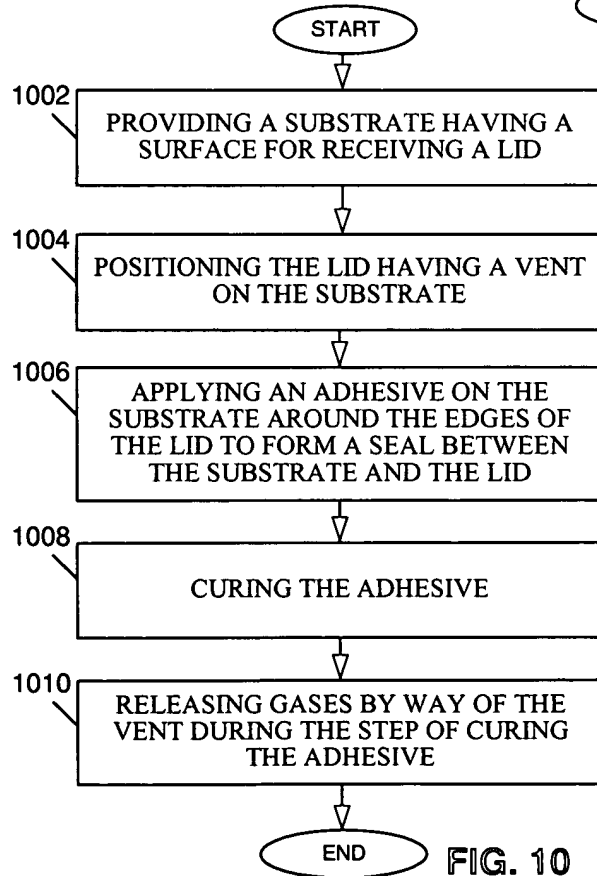 START
1002
PROVIDING A SUBSTRATE HAVING A
SURFACE FOR RECEIVING A LID
1004
POSITIONING THE LID HAVING A VENT
ON THE SUBSTRATE
1006
APPLYING AN ADHESIVE ON THE
SUBSTRATE AROUND THE EDGES OF
THE LID TO FORM A SEAL BETWEEN
THE SUBSTRATE AND THE LID
1008
CURING THE ADHESIVE
1010
RELEASING GASES BY WAY OF THE
VENT DURING THE STEP OF CURING
THE ADHESIVE
END
FIG. 10